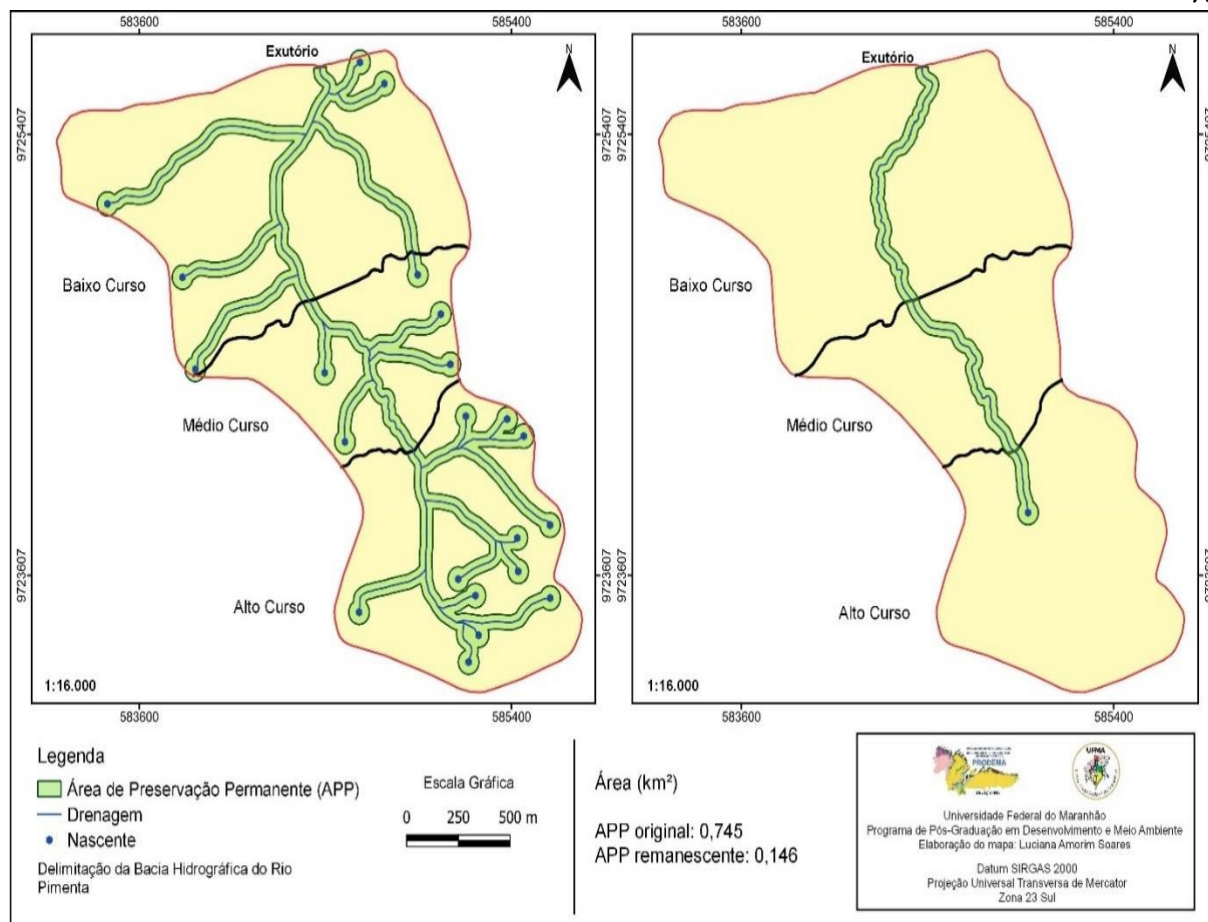 583600
585400
583600
585400
Exutório
N
Exutório
N
9725407
9725407
9725407
Baixo Curso
Baixo Curso
Médio Curso
Médio Curso
9723607
9723607
9723607
Alto Curso
Alto Curso
1:16.000
1:16.000
583600
585400
583600
585400
Legenda
Área de Preservação Permanente (APP)
Drenagem
Nascente
Delimitação da Bacia Hidrográfica do Rio
Pimenta
Escala Gráfica
0 250 500 m
Área (km²)
APP original: 0,745
APP remanescente: 0,146
PRODEMA
UFMA
Universidade Federal do Maranhão
Programa de Pós-Graduação em Desenvolvimento e Meio Ambiente
Elaboração do mapa: Luciana Amorim Soares
Datum SIRGAS 2000
Projeção Universal Transversa de Mercator
Zona 23 Sul